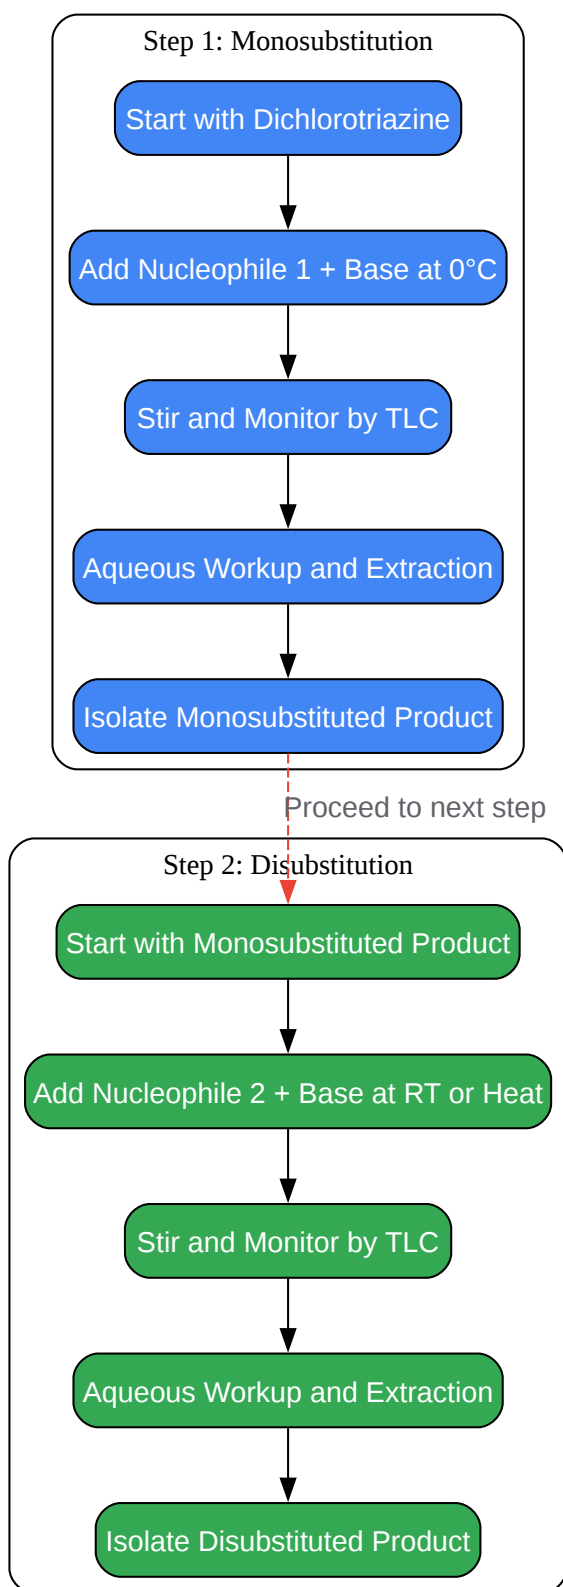 Step 1: Monosubstitution
Start with Dichlorotriazine
Add Nucleophile 1 + Base at 0°C
Stir and Monitor by TLC
Aqueous Workup and Extraction
Isolate Monosubstituted Product
Proceed to next step
Step 2: Disubstitution
Start with Monosubstituted Product
Add Nucleophile 2 + Base at RT or Heat
Stir and Monitor by TLC
Aqueous Workup and Extraction
Isolate Disubstituted Product